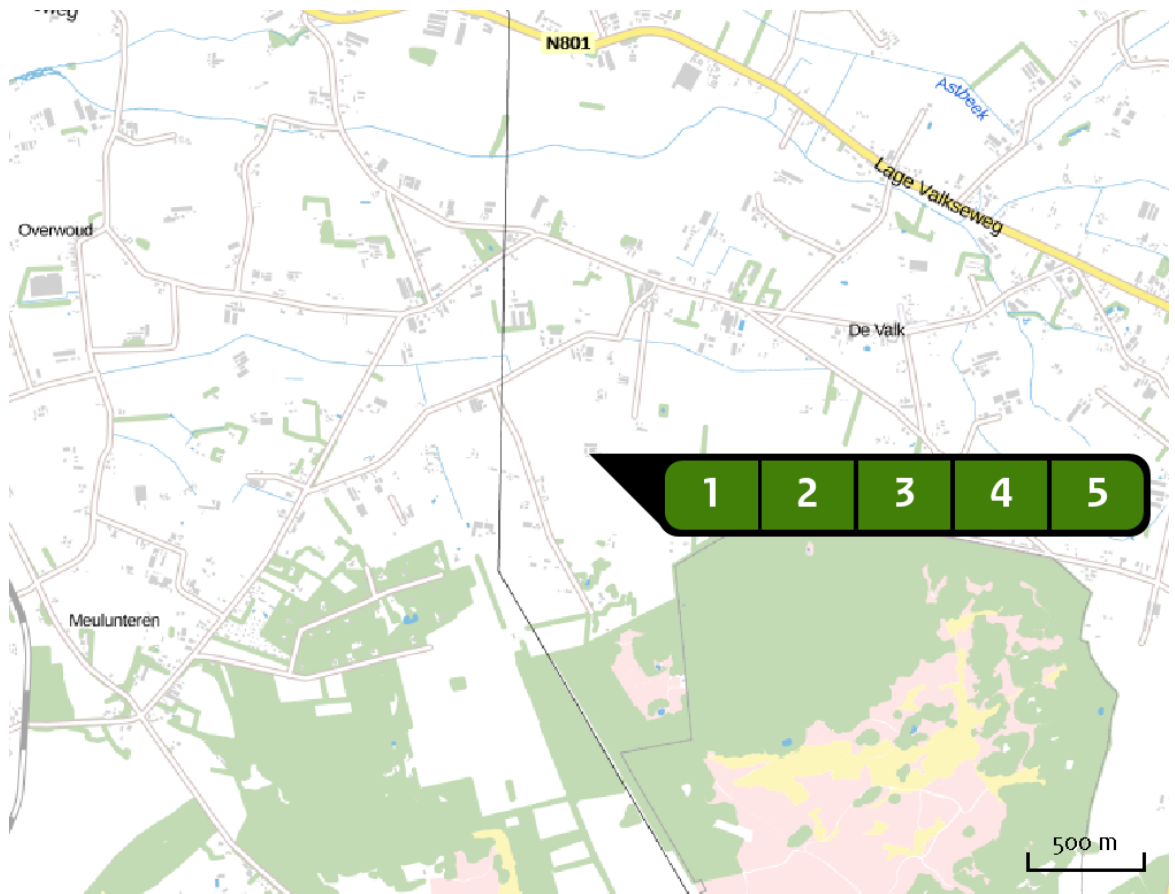 weg
N801
Astbeek
Lage Valkseweg
Overwoud
De Valk
1 2 3 4 5
Meulunteren
500 m